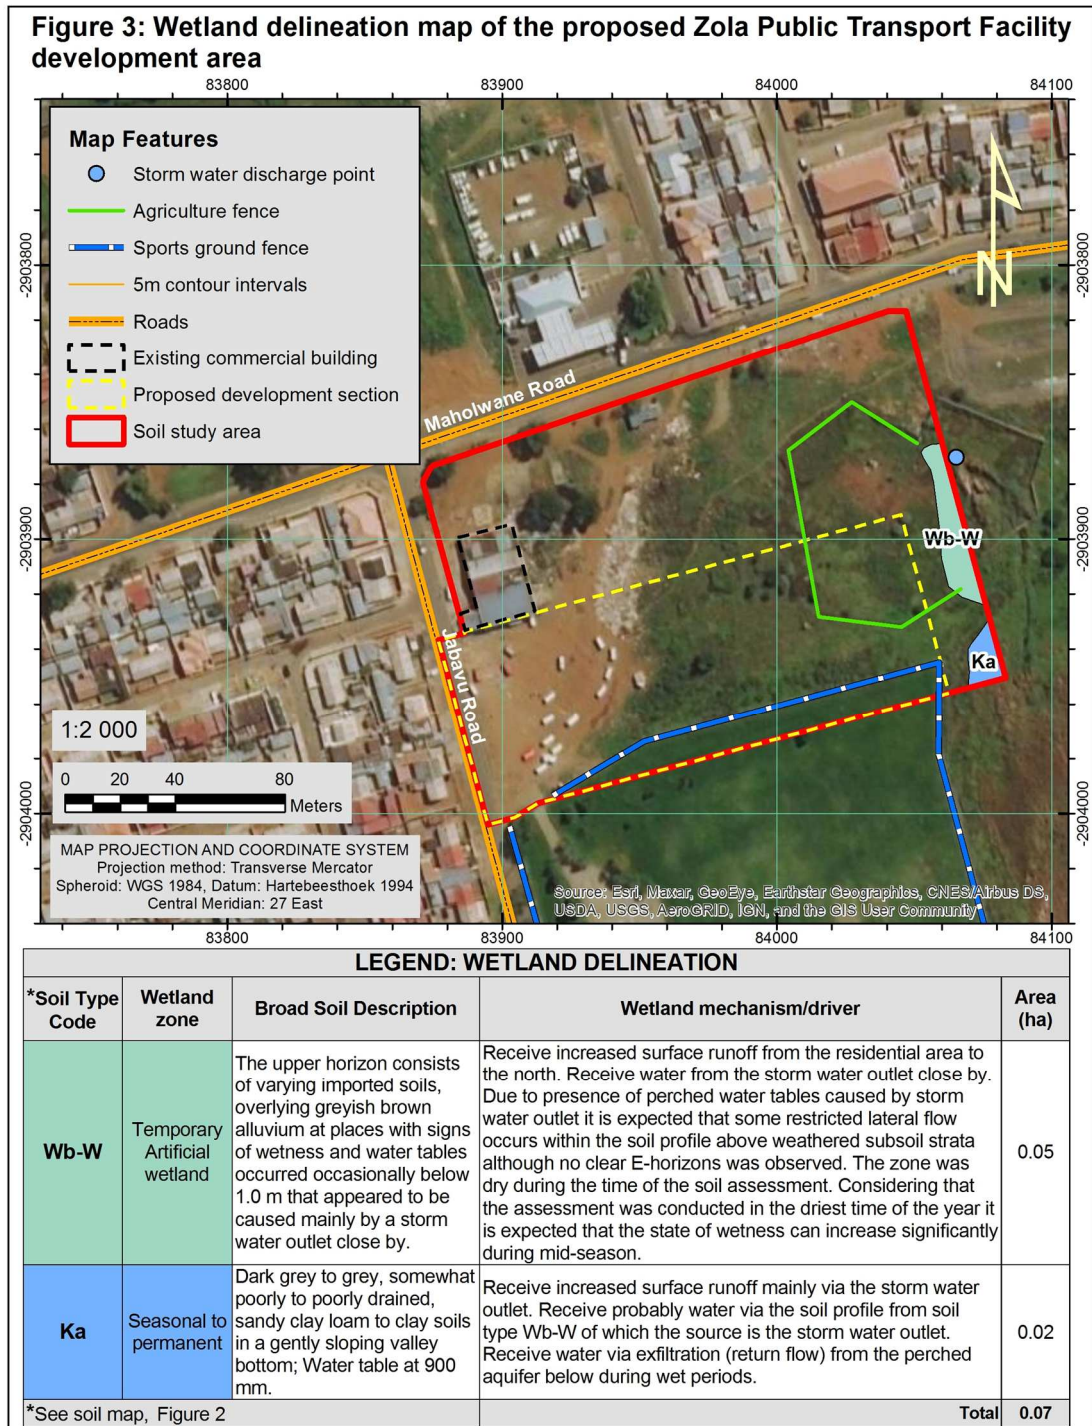 Figure 3: Wetland delineation map of the proposed Zola Public Transport Facility
development area
83800
83900
84000
84100
Map Features
Storm water discharge point
Agriculture fence
Sports ground fence
5m contour intervals
Roads
Existing commercial building
Proposed development section
Soil study area
-2903800
-2903800
Maholwane Road
N
-2903900
-2903900
Wb-W
Jabavu Road
Ka
1:2 000
0 20 40 80
Meters
-2904000
-2904000
MAP PROJECTION AND COORDINATE SYSTEM
Projection method: Transverse Mercator
Spheroid: WGS 1984, Datum: Hartebeesthoek 1994
Central Meridian: 27 East
Source: Esri, Maxar, GeoEye, Earthstar Geographics, CNES/Airbus DS,
USDA, USGS, AeroGRID, IGN, and the GIS User Community
83800
83900
84000
84100
LEGEND: WETLAND DELINEATION
*Soil Type
Code
Wetland
zone
Broad Soil Description
Wetland mechanism/driver
Area
(ha)
Wb-W
Temporary
Artificial
wetland
The upper horizon consists
of varying imported soils,
overlying greyish brown
alluvium at places with signs
of wetness and water tables
occurred occasionally below
1.0 m that appeared to be
caused mainly by a storm
water outlet close by.
Receive increased surface runoff from the residential area to
the north. Receive water from the storm water outlet close by.
Due to presence of perched water tables caused by storm
water outlet it is expected that some restricted lateral flow
occurs within the soil profile above weathered subsoil strata
although no clear E-horizons was observed. The zone was
dry during the time of the soil assessment. Considering that
the assessment was conducted in the driest time of the year it
is expected that the state of wetness can increase significantly
during mid-season.
0.05
Ka
Seasonal to
permanent
Dark grey to grey, somewhat
poorly to poorly drained,
sandy clay loam to clay soils
in a gently sloping valley
bottom; Water table at 900
mm.
Receive increased surface runoff mainly via the storm water
outlet. Receive probably water via the soil profile from soil
type Wb-W of which the source is the storm water outlet.
Receive water via exfiltration (return flow) from the perched
aquifer below during wet periods.
0.02
*See soil map, Figure 2
Total
0.07